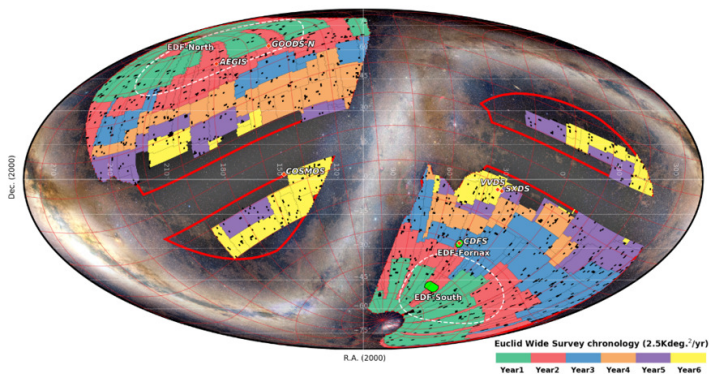 EDF-North
GOODS-N
AEGIS
COSMOS
VVDS
SXDS
CDFS
EDF-Fornax
EDF-South
Dec. (2000)
R.A. (2000)
Euclid Wide Survey chronology (2.5Kdeg.²/yr)
Year1 Year2 Year3 Year4 Year5 Year6